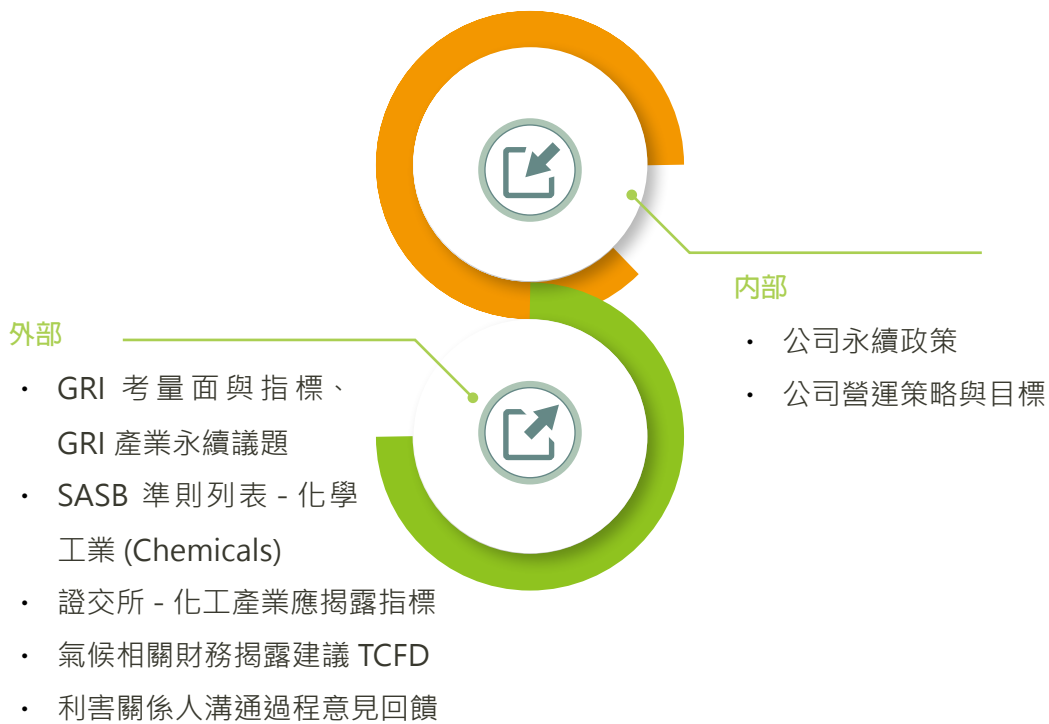 內部
・ 公司永續政策
・ 公司營運策略與目標
外部
・ GRI 考量面與指標、
GRI 產業永續議題
・ SASB 準則列表 - 化學
工業 (Chemicals)
・ 證交所 - 化工產業應揭露指標
・ 氣候相關財務揭露建議 TCFD
・ 利害關係人溝通過程意見回饋